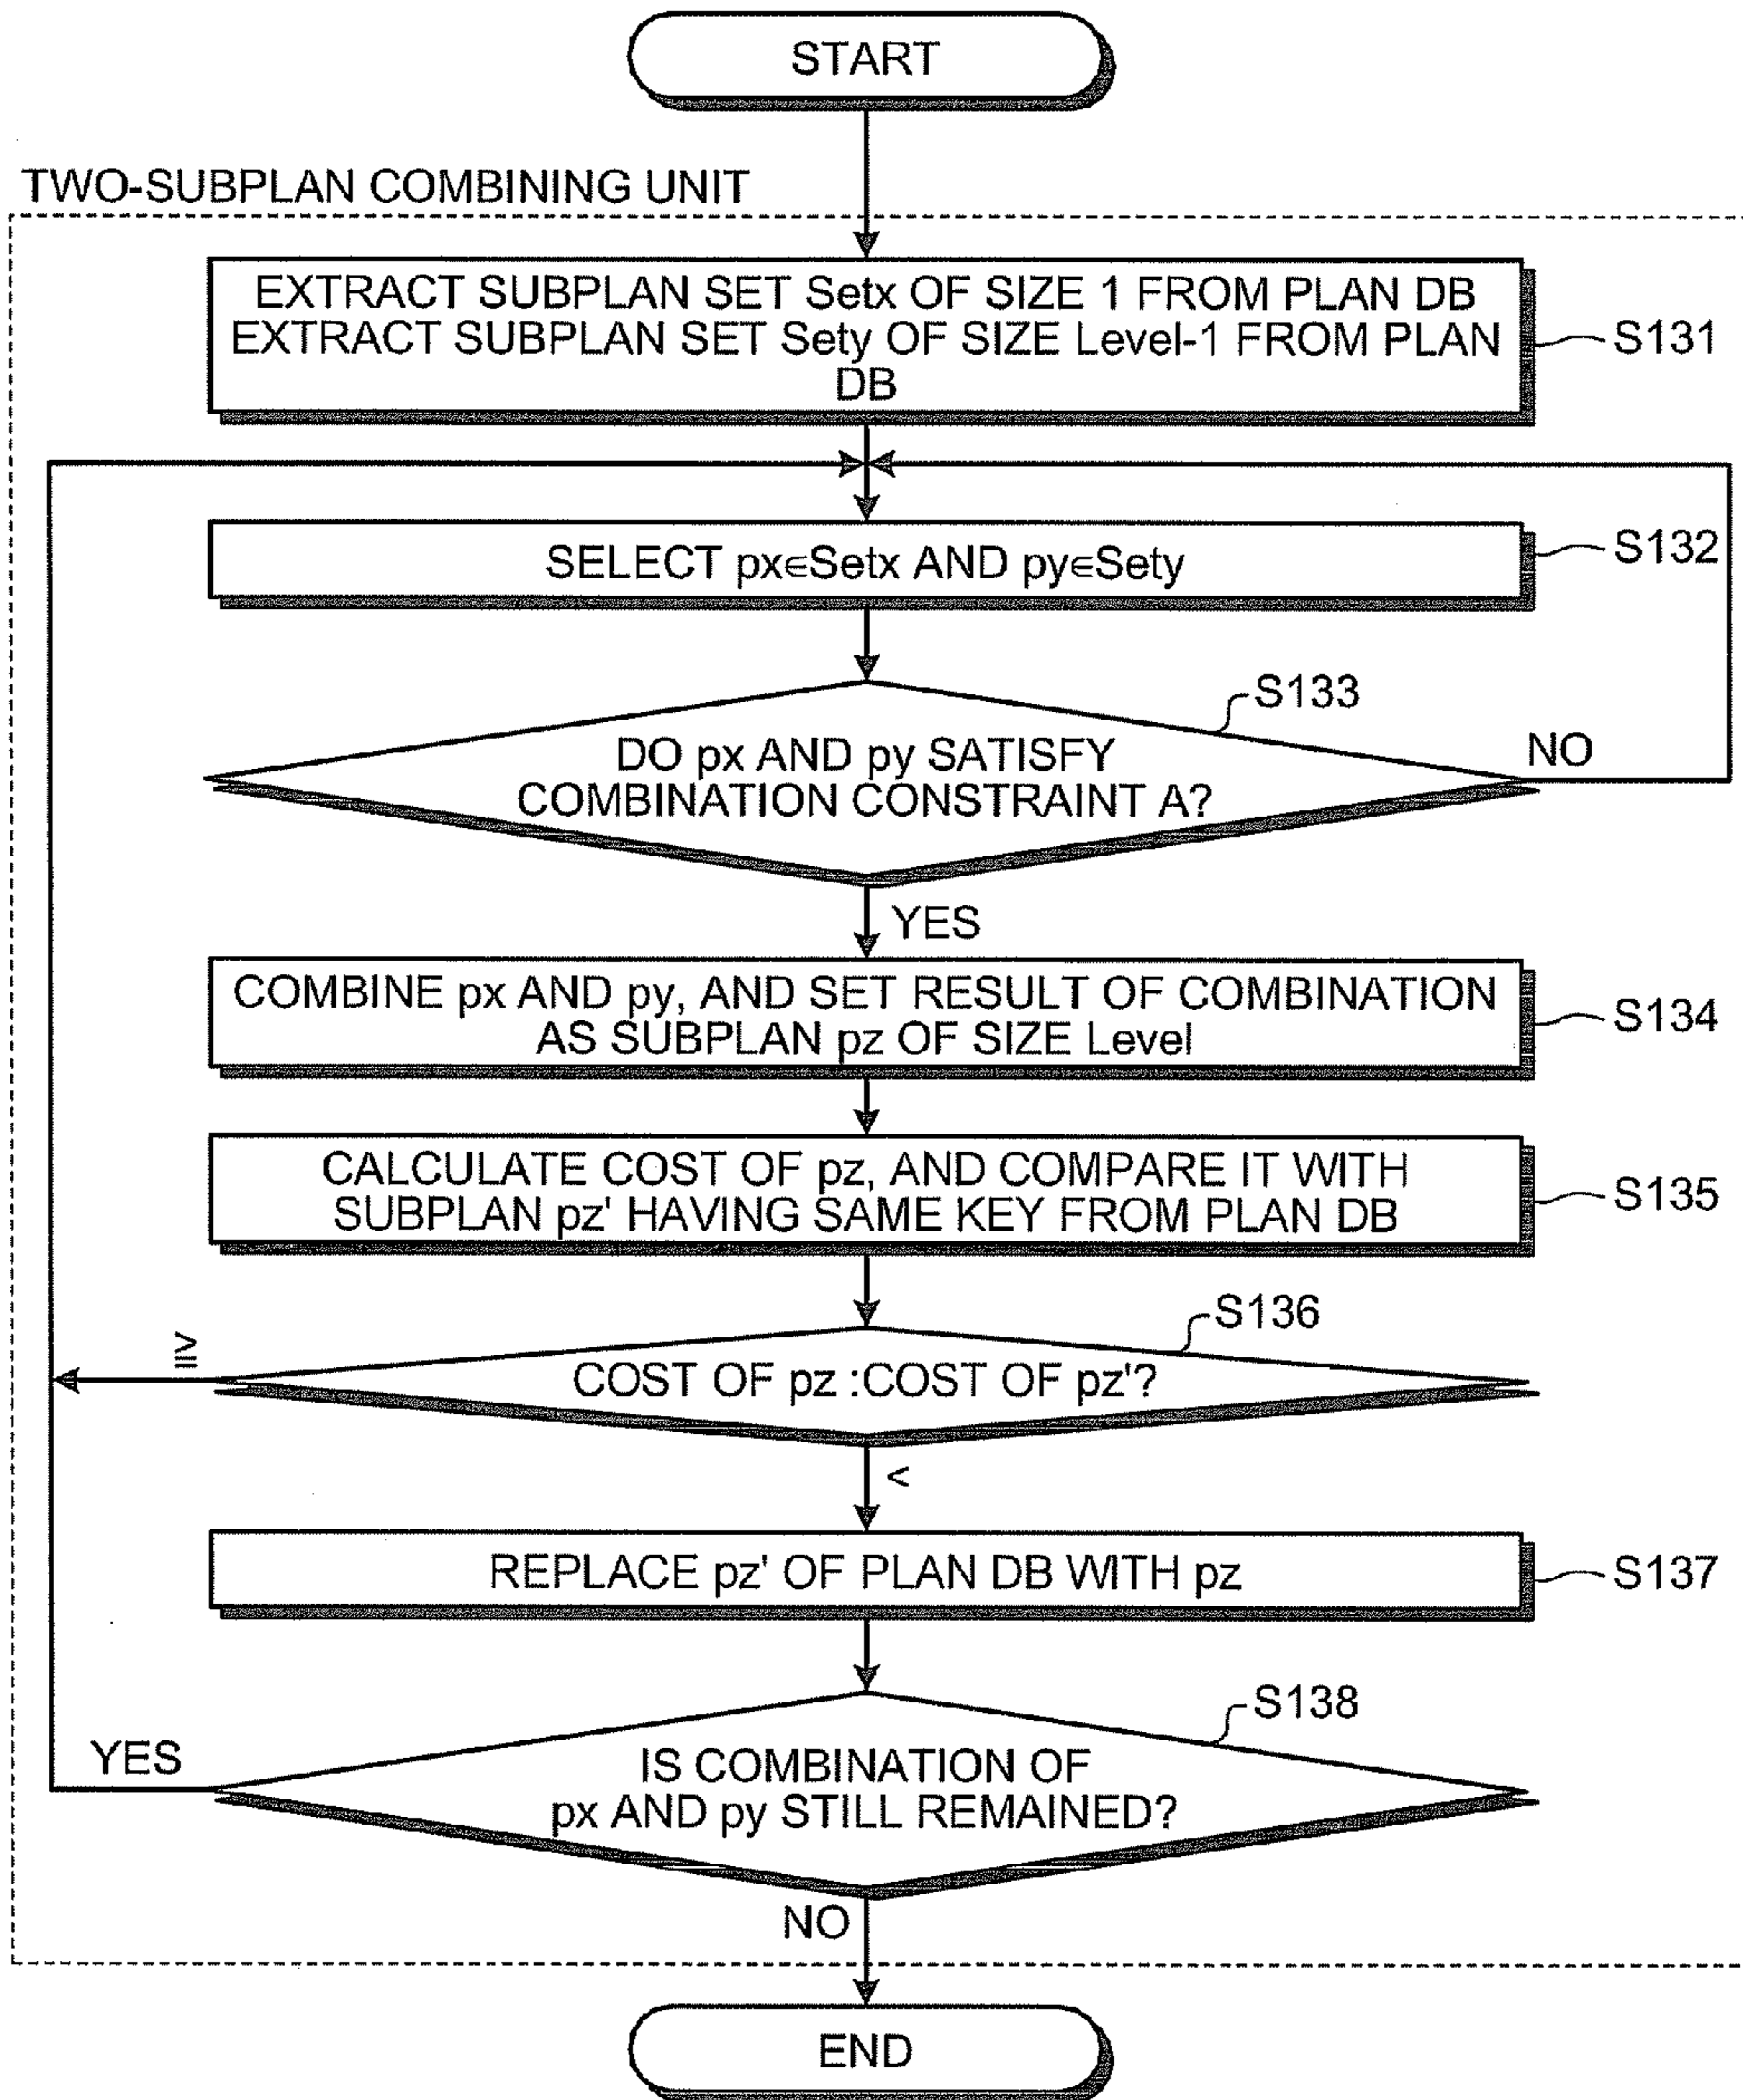 START
TWO-SUBPLAN COMBINING UNIT
EXTRACT SUBPLAN SET Setx OF SIZE 1 FROM PLAN DB
EXTRACT SUBPLAN SET Sety OF SIZE Level-1 FROM PLAN
DB
S131
SELECT px∈Setx AND py∈Sety
S132
S133
DO px AND py SATISFY
COMBINATION CONSTRAINT A?
NO
YES
COMBINE px AND py, AND SET RESULT OF COMBINATION
AS SUBPLAN pz OF SIZE Level
S134
CALCULATE COST OF pz, AND COMPARE IT WITH
SUBPLAN pz' HAVING SAME KEY FROM PLAN DB
S135
S136
≧
COST OF pz :COST OF pz'?
<
REPLACE pz' OF PLAN DB WITH pz
S137
S138
YES
IS COMBINATION OF
px AND py STILL REMAINED?
NO
END